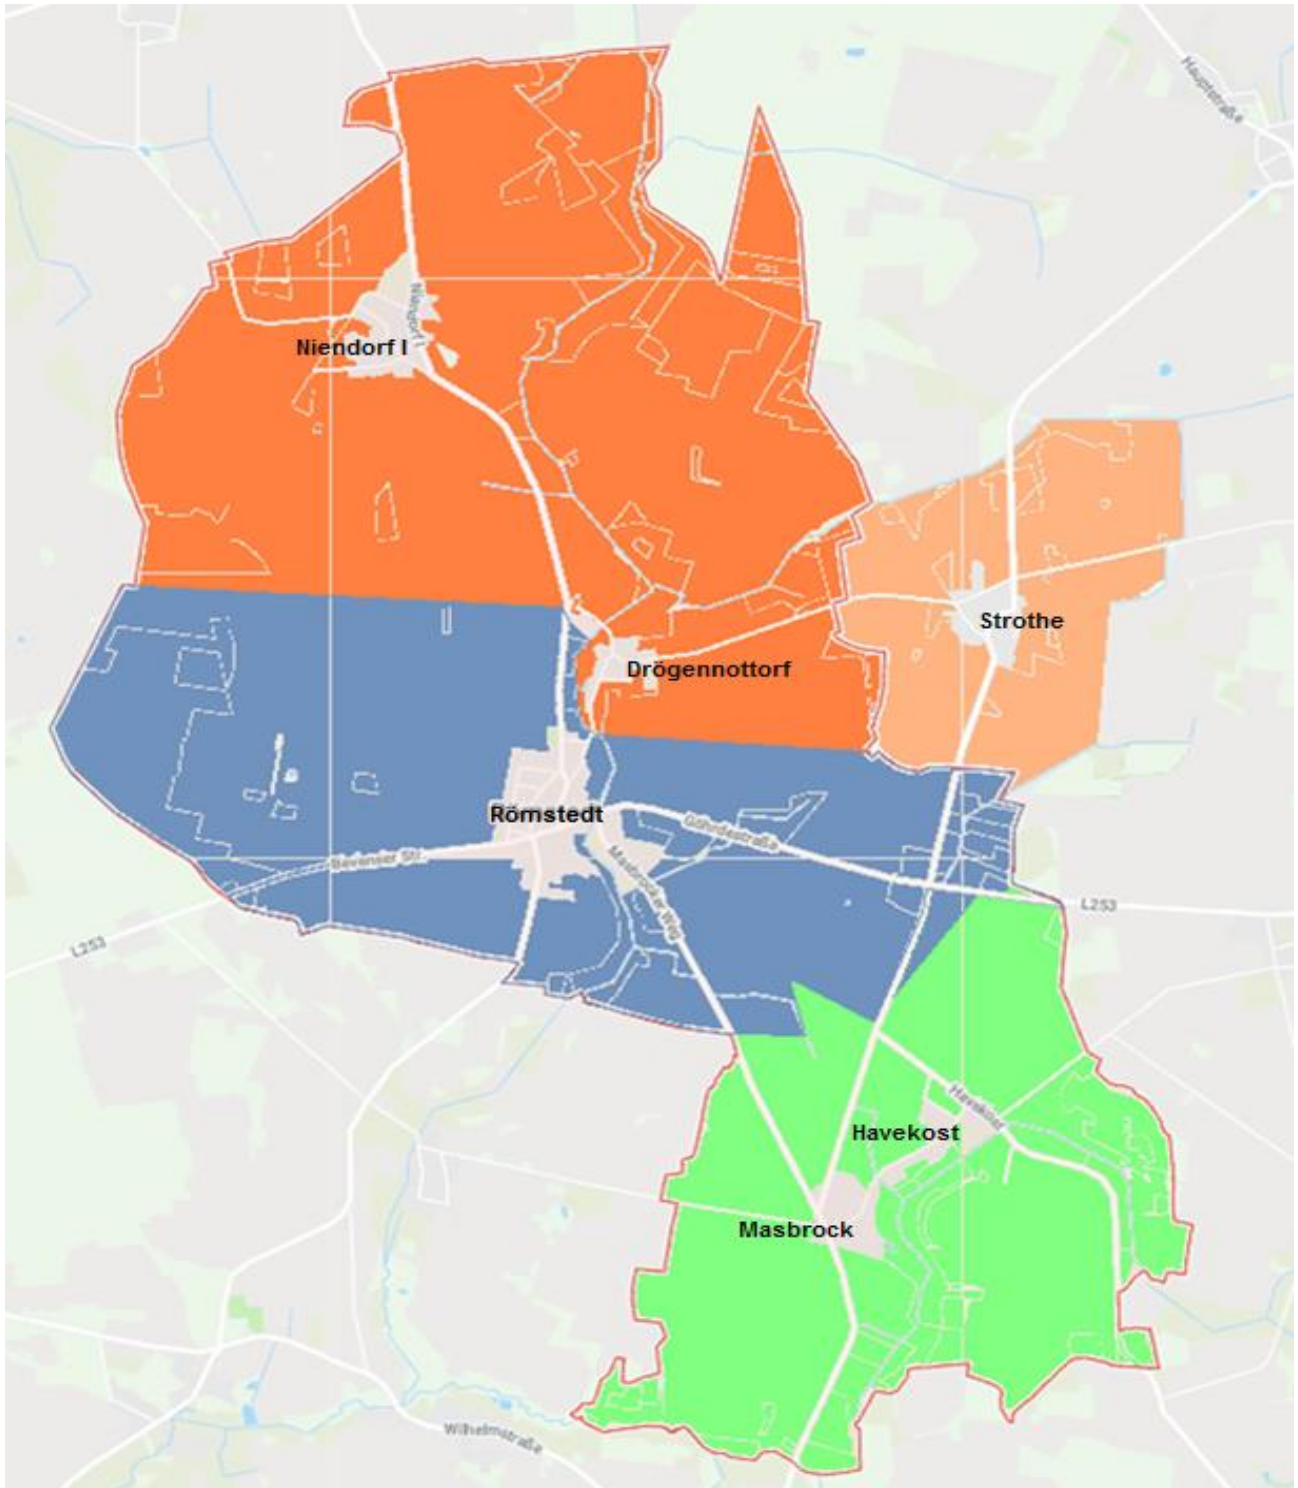 Hauptstraße
Niendorf I
Niendorf I
Strothe
Drögennottorf
Römstedt
Göhrdestraße
Bevenser Str.
Masbrocker Weg
L253
L253
Havekost
Havekost
Masbrock
Wilhelmstraße